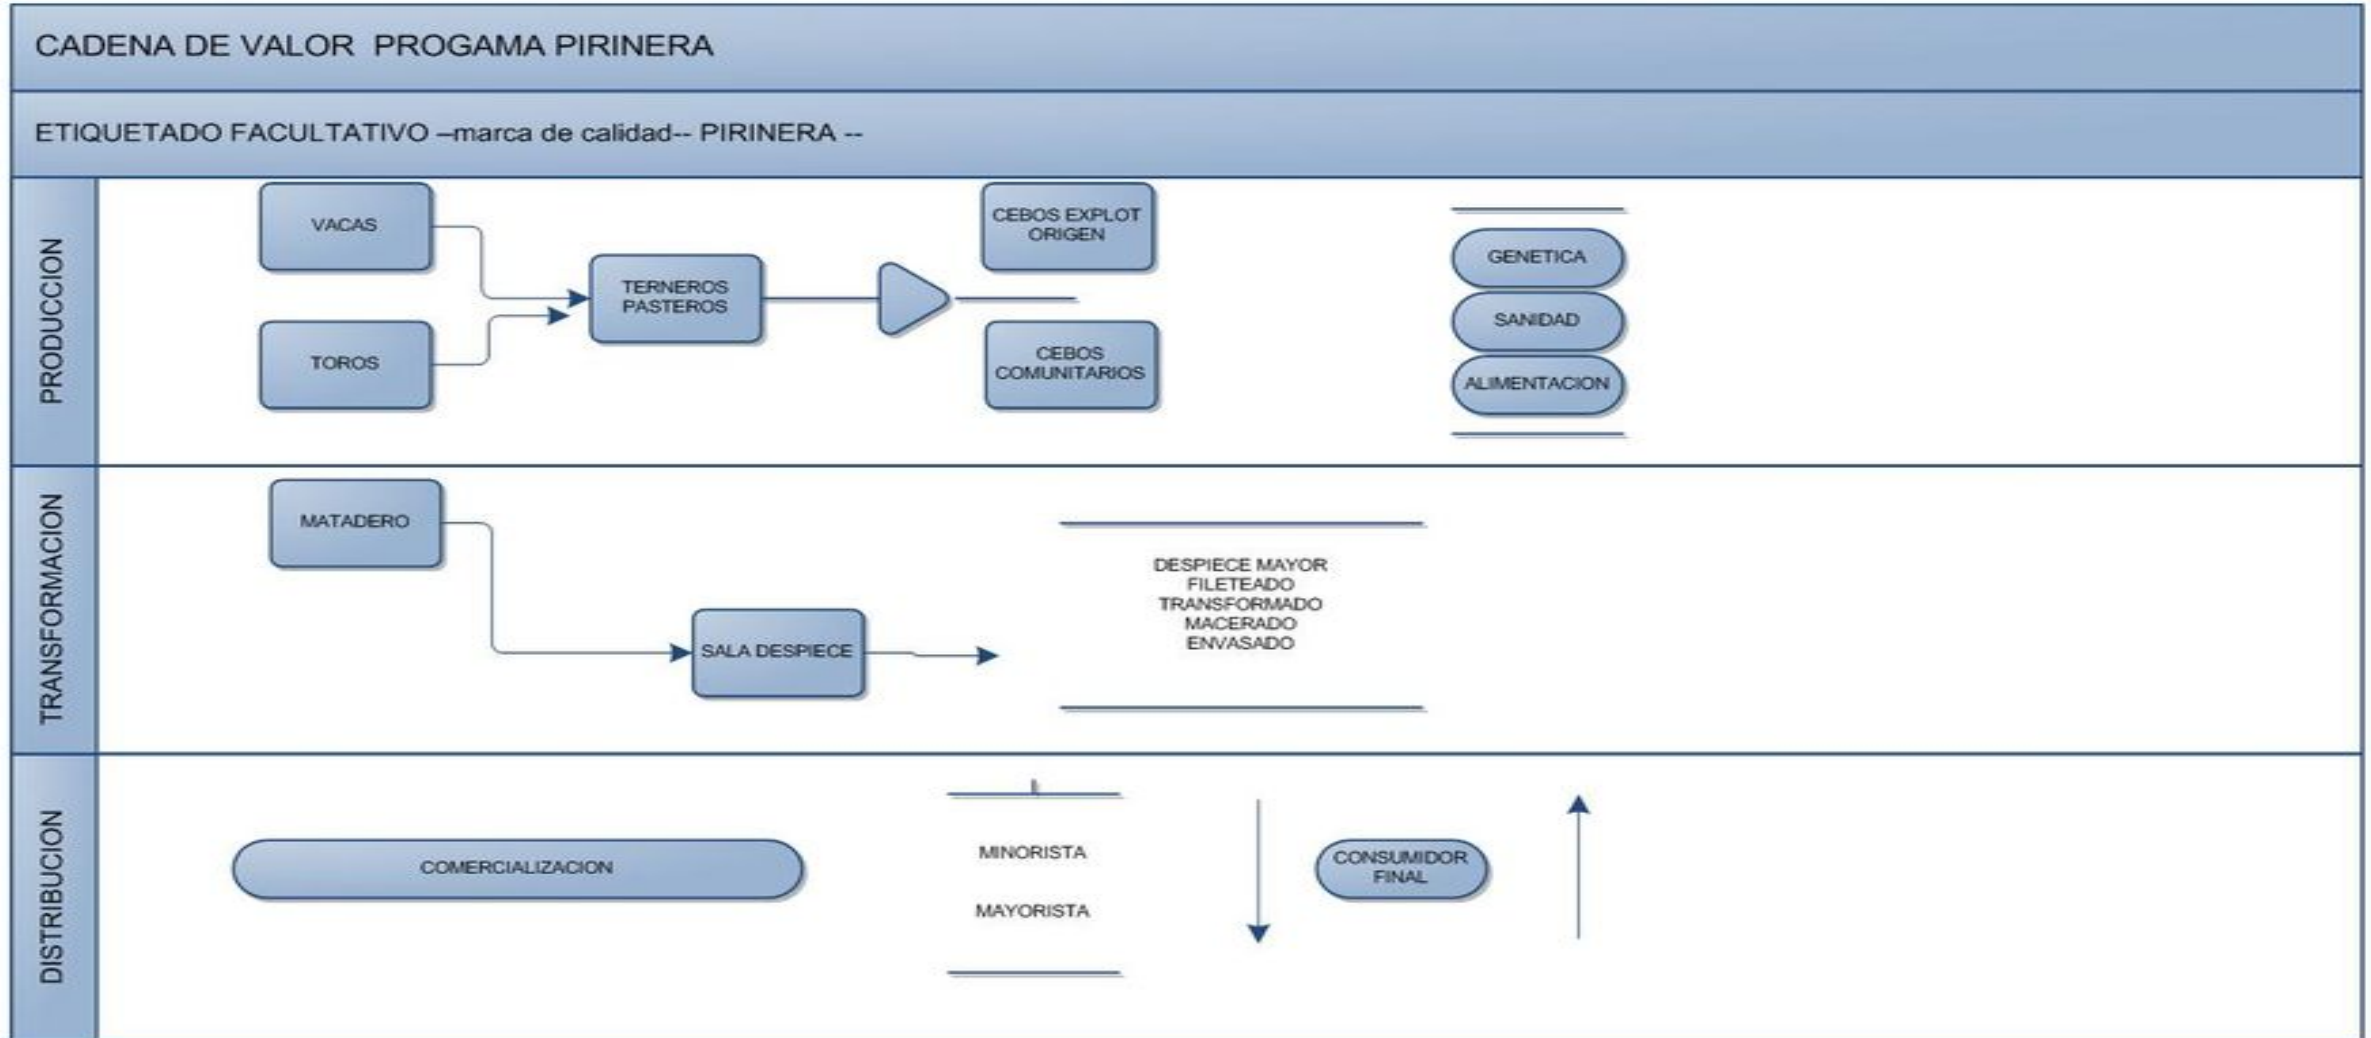 CADENA DE VALOR  PROGAMA PIRINERA
ETIQUETADO FACULTATIVO –marca de calidad-- PIRINERA --
PRODUCCION
VACAS
TOROS
TERNEROS
PASTEROS
CEBOS EXPLOT
ORIGEN
CEBOS
COMUNITARIOS
GENETICA
SANIDAD
ALIMENTACION
TRANSFORMACION
MATADERO
SALA DESPIECE
DESPIECE MAYOR
FILETEADO
TRANSFORMADO
MACERADO
ENVASADO
DISTRIBUCION
COMERCIALIZACION
MINORISTA
MAYORISTA
CONSUMIDOR
FINAL